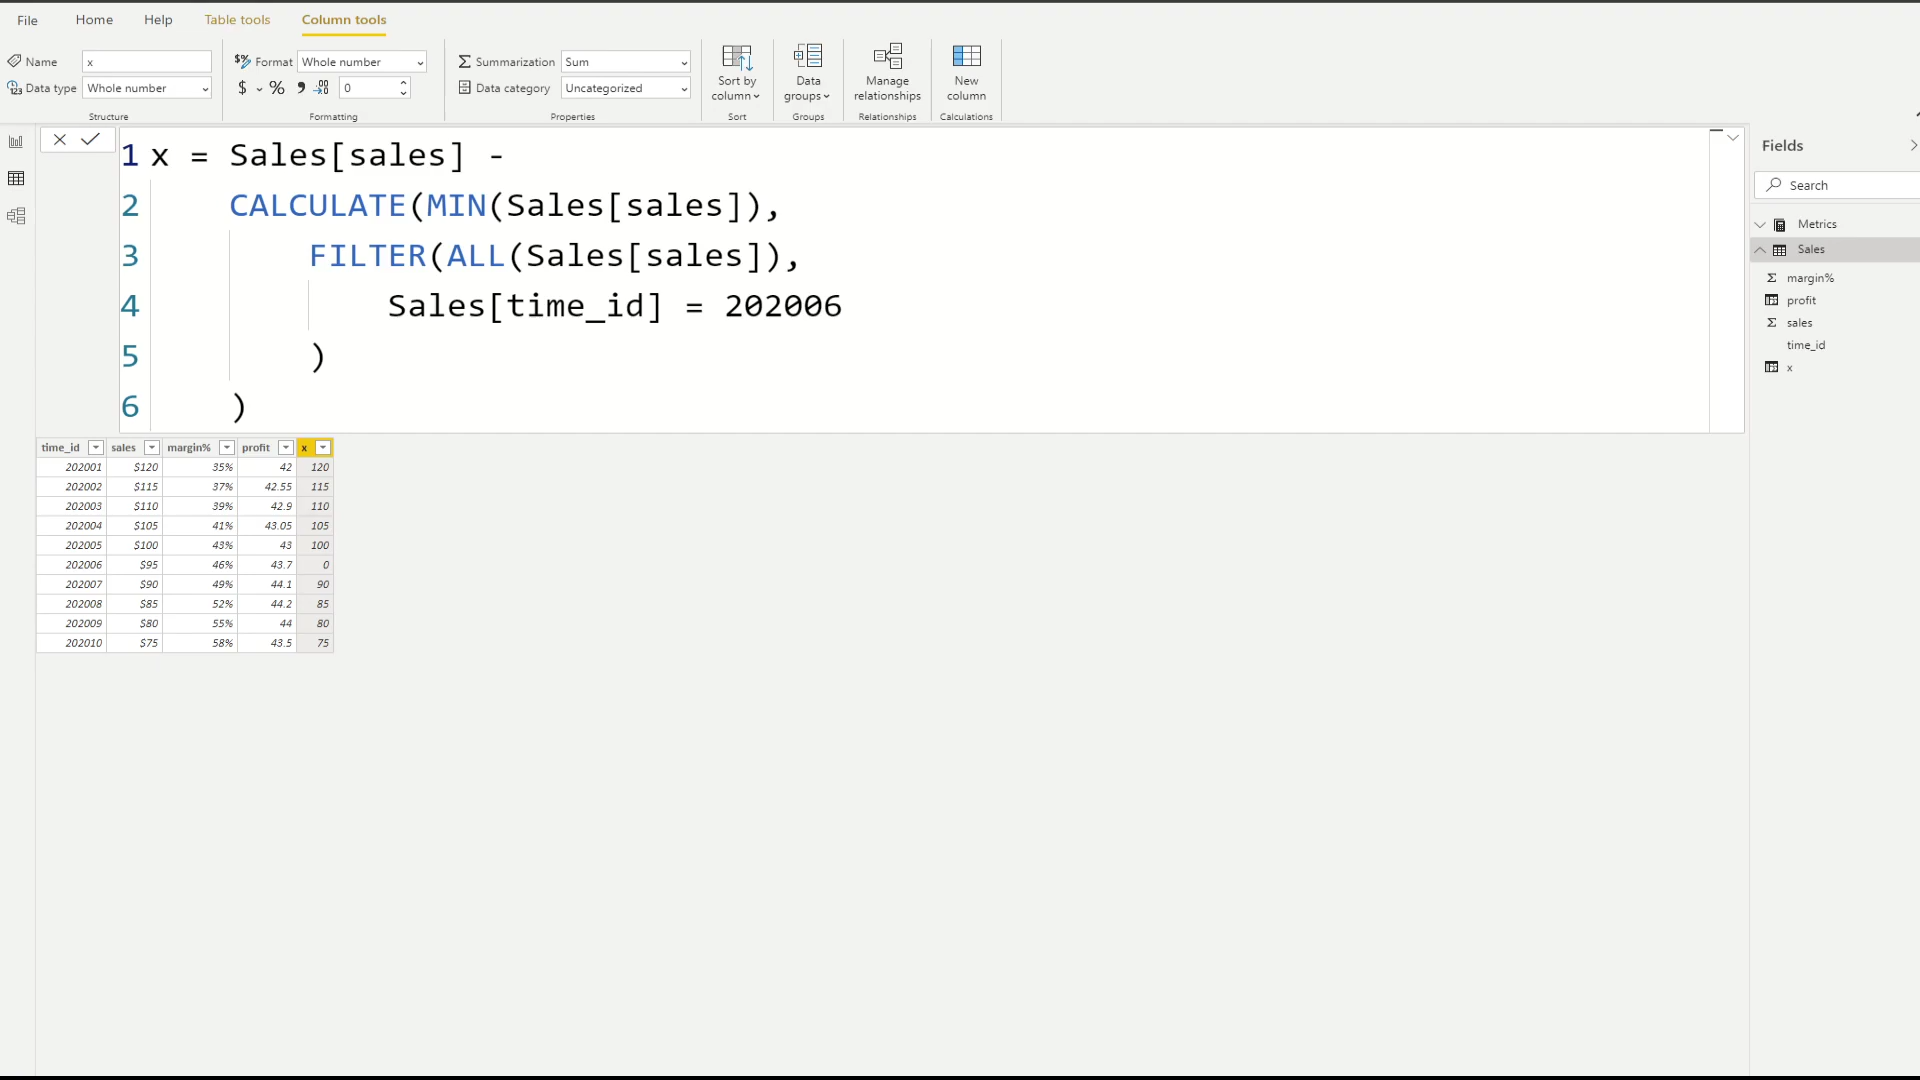 File Home Help Table tools Column tools
Name x Format Whole number Summarization Sum
Data type Whole number $ % 0 Data category Uncategorized
Sort by column Data groups Manage relationships New column
Structure Formatting Properties Sort Groups Relationships Calculations
1 x = Sales[sales] -
2 CALCULATE(MIN(Sales[sales]),
3 FILTER(ALL(Sales[sales]),
4 Sales[time_id] = 202006
5 )
6 )
time_id sales margin% profit x
202001 $120 35% 42 120
202002 $115 37% 42.55 115
202003 $110 39% 42.9 110
202004 $105 41% 43.05 105
202005 $100 43% 43 100
202006 $95 46% 43.7 0
202007 $90 49% 44.1 90
202008 $85 52% 44.2 85
202009 $80 55% 44 80
202010 $75 58% 43.5 75
Fields
Search
Metrics
Sales
margin%
profit
sales
time_id
x